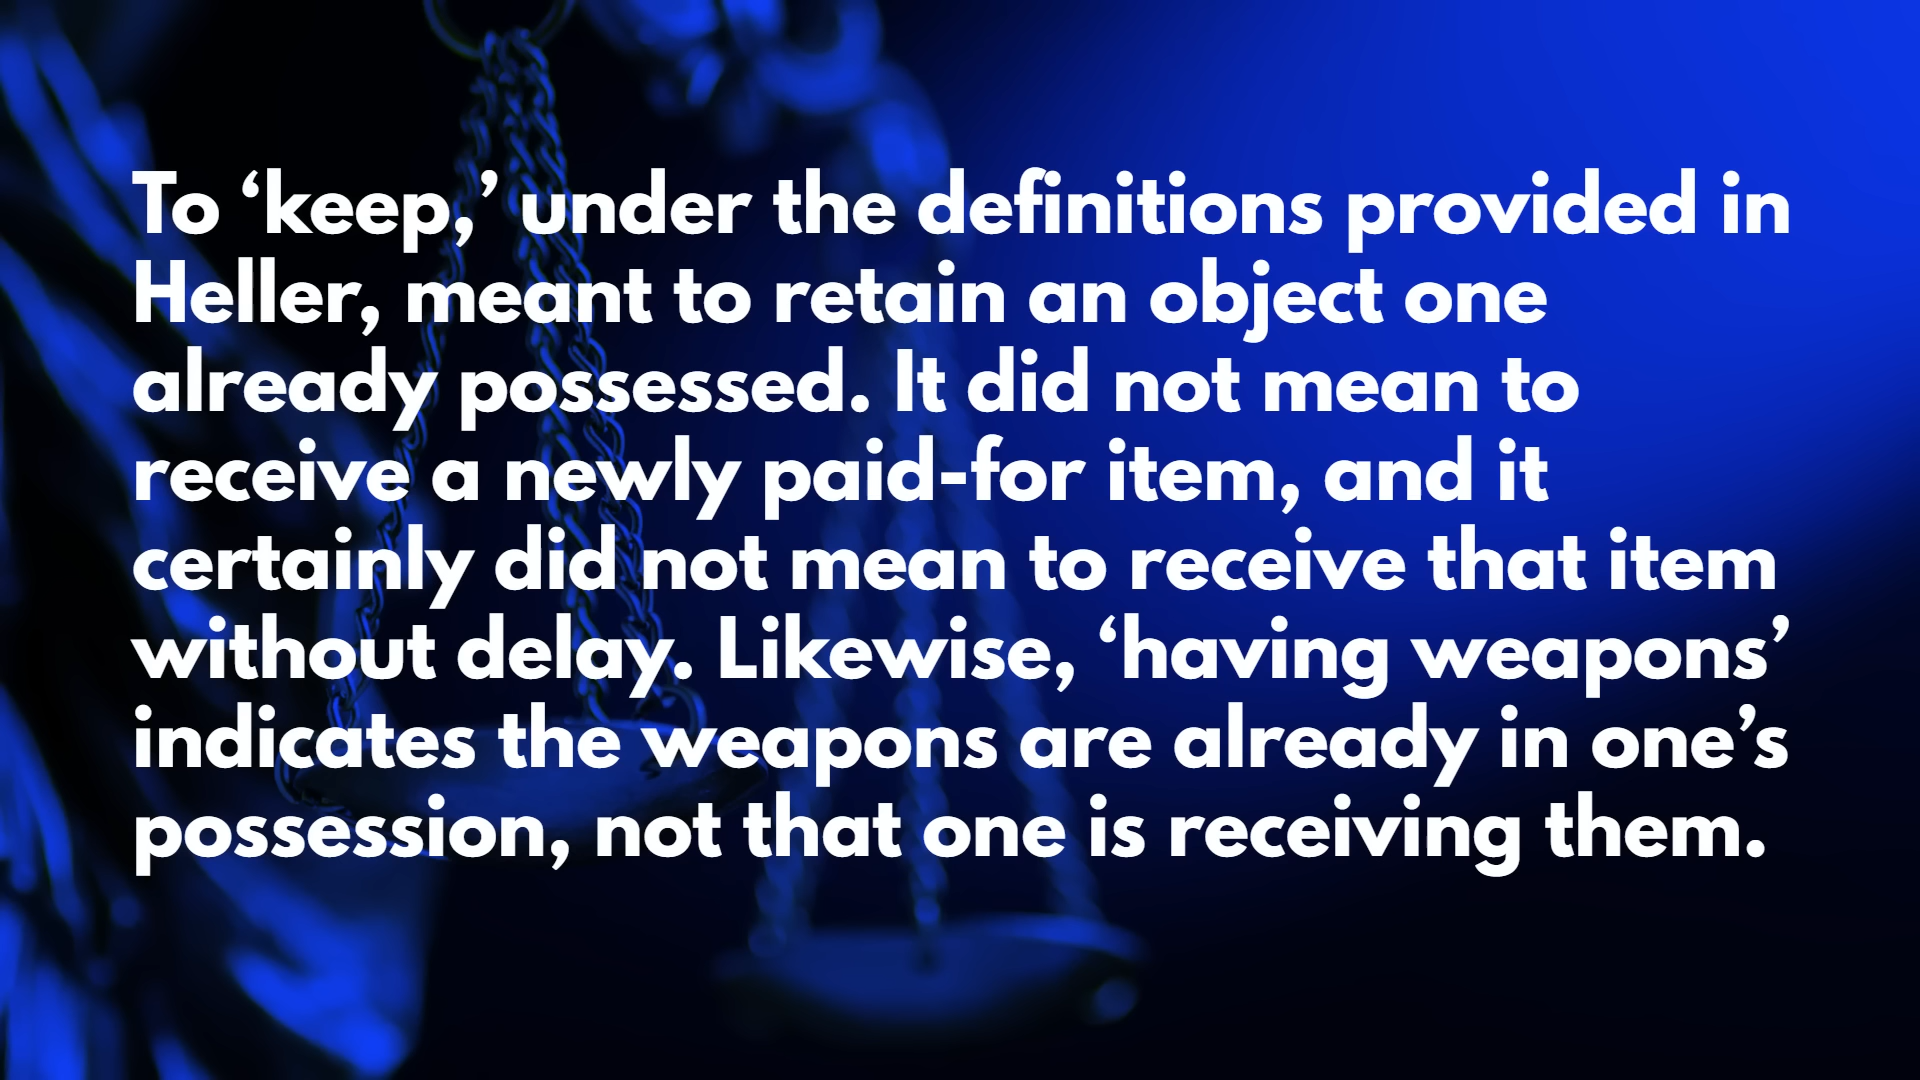 To ‘keep,’ under the definitions provided in
Heller, meant to retain an object one
already possessed. It did not mean to
receive a newly paid-for item, and it
certainly did not mean to receive that item
without delay. Likewise, ‘having weapons’
indicates the weapons are already in one’s
possession, not that one is receiving them.